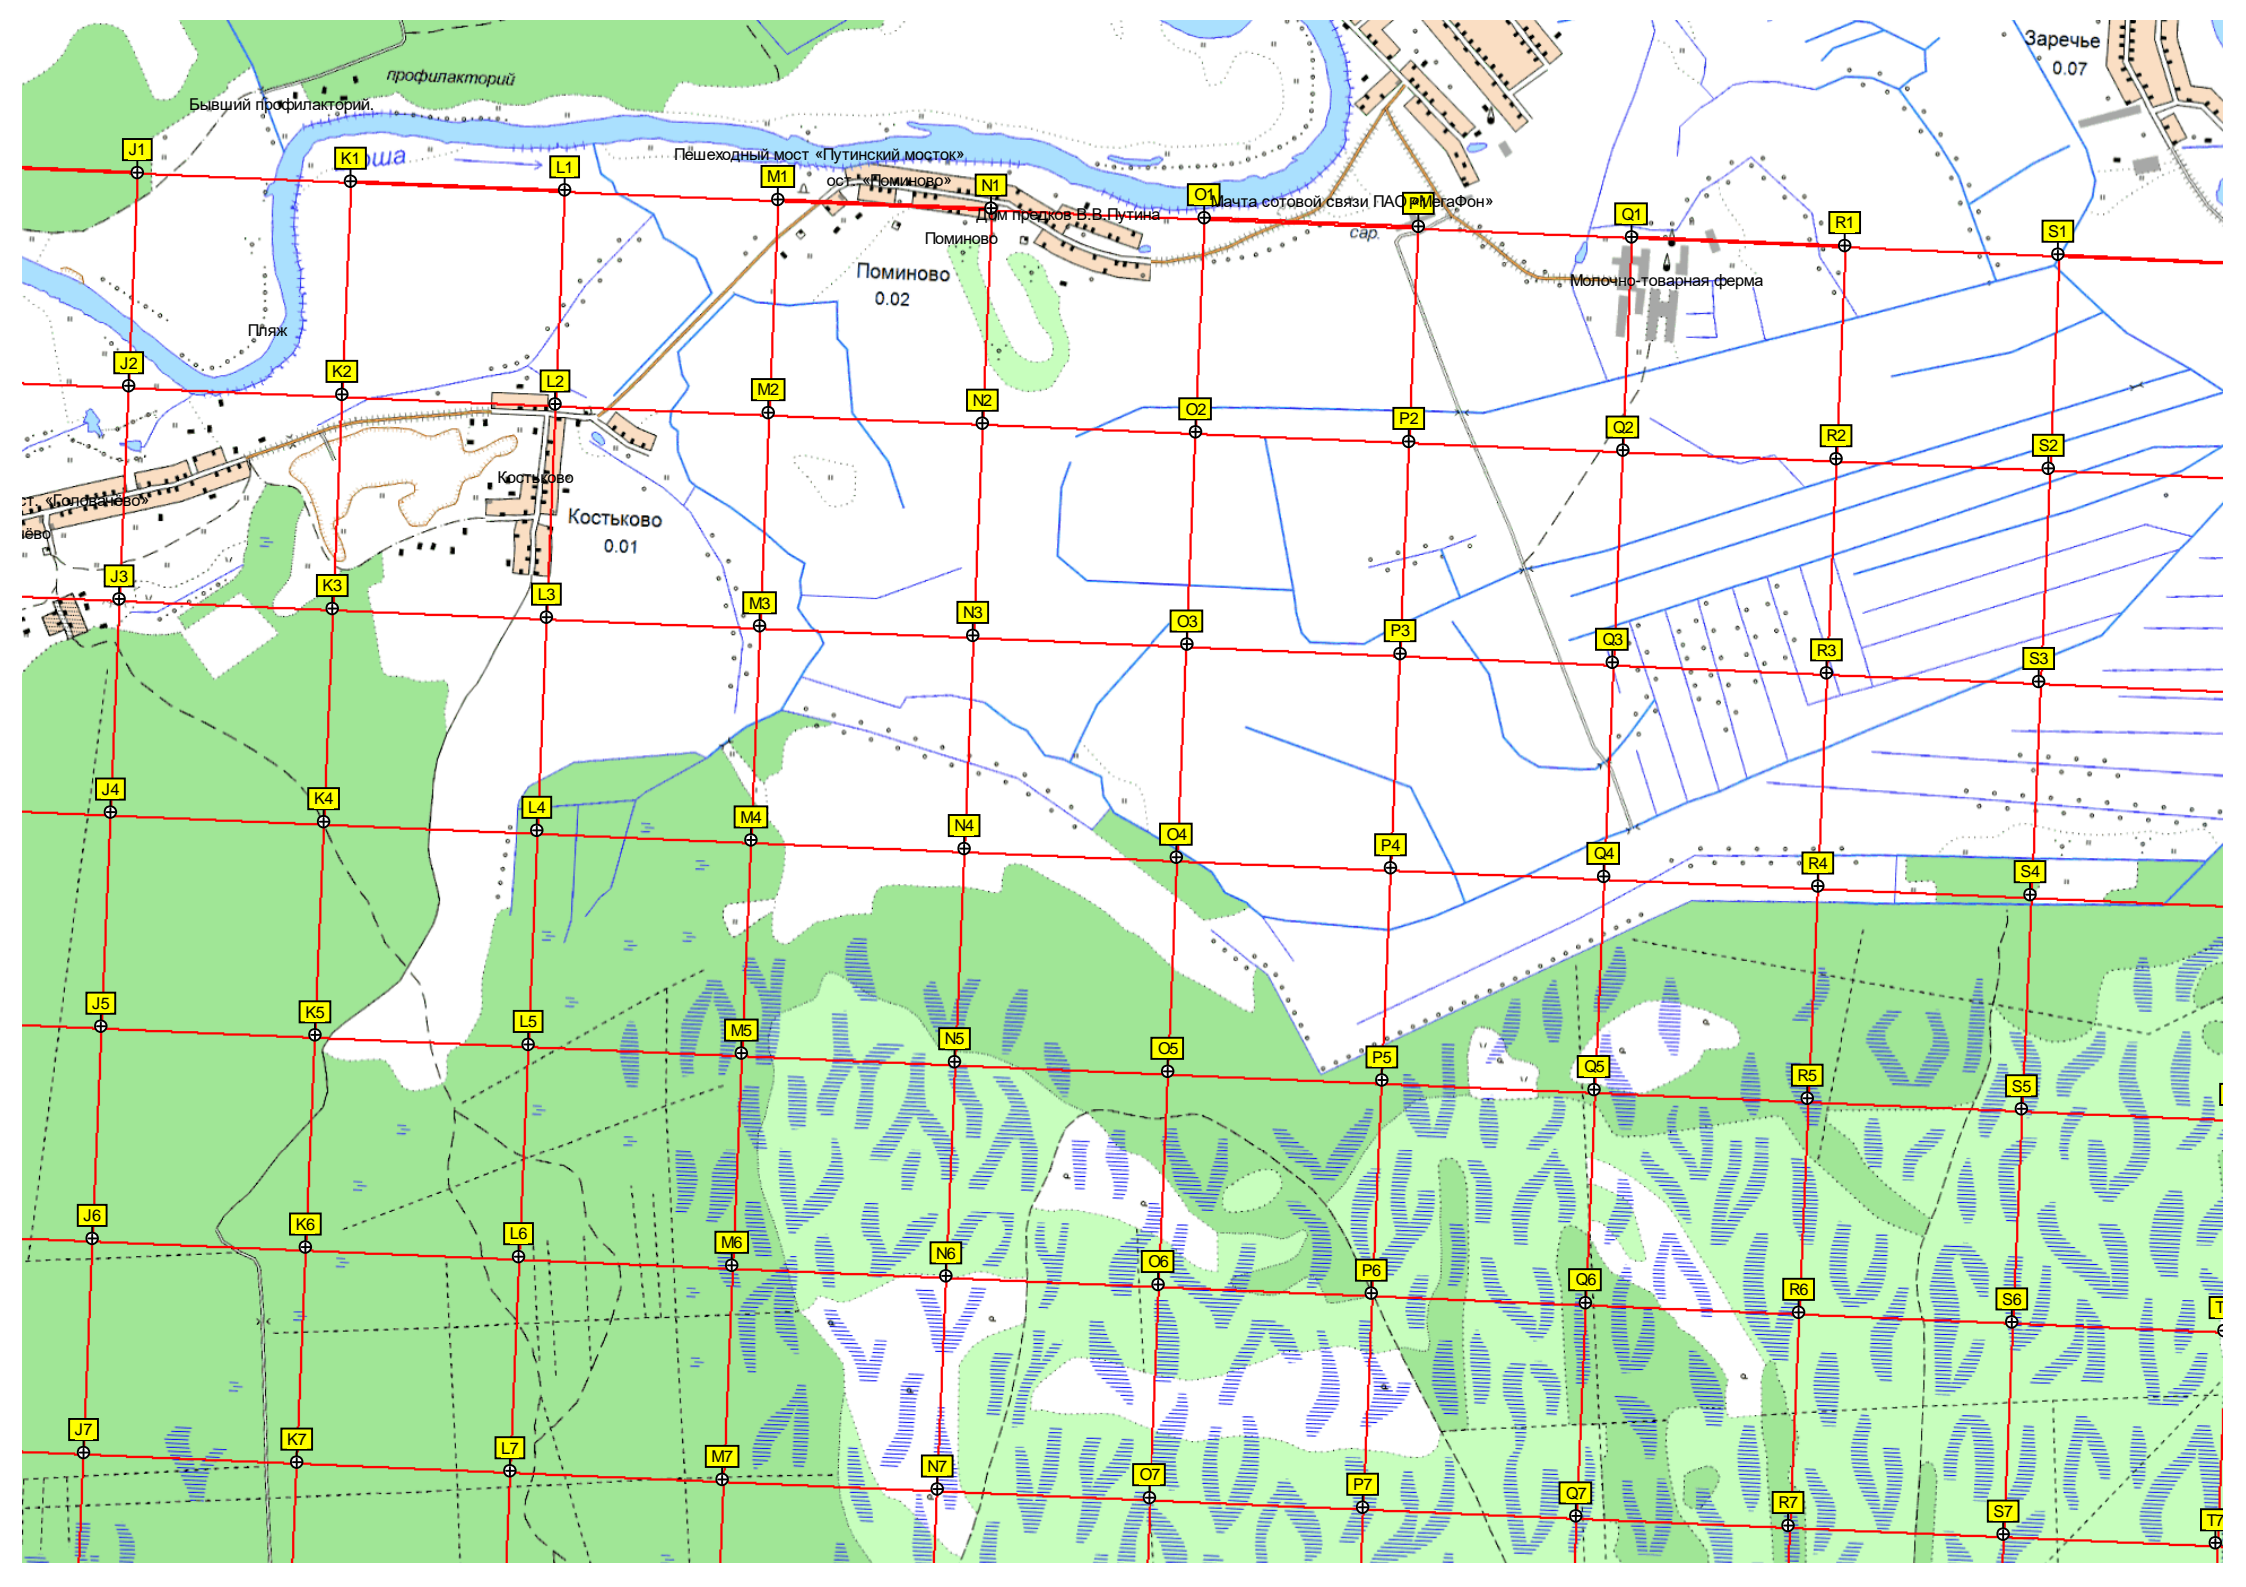 Заречье
0.07
профилакторий
Бывший профилакторий.
оша
Пешеходный мост «Путинский мосток»
ост. «Поминово»
Дом предков В.В.Путина
Мачта сотовой связи ПАО «МегаФон»
сар.
Поминово
Поминово
0.02
Молочно-товарная ферма
Пляж
Костьково
Костьково
0.01
ст. «Головачёво»
чёво
J1 K1 L1 M1 N1 O1 Q1 R1 S1
J2 K2 L2 M2 N2 O2 P2 Q2 R2 S2
J3 K3 L3 M3 N3 O3 P3 Q3 R3 S3
J4 K4 L4 M4 N4 O4 P4 Q4 R4 S4
J5 K5 L5 M5 N5 O5 P5 Q5 R5 S5
J6 K6 L6 M6 N6 O6 P6 Q6 R6 S6 T
J7 K7 L7 M7 N7 O7 P7 Q7 R7 S7 T7